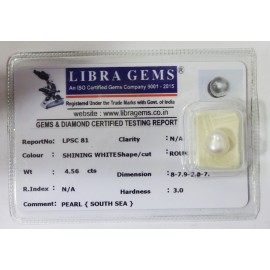 LIBRA GEMS
An ISO Certified Gems Company 9001 - 2015
Registered Under the Trade Marks with Govt. of India
www.libragems.co.in
GEMS & DIAMOND CERTIFIED TESTING REPORT
ReportNo: LPSC 81 Clarity N/A
Colour SHINING WHITE Shape/cut ROU
Wt 4.56 cts Dimension 8-7.9-2.8-7.
R.Index N/A Hardness 3.0
Comment: PEARL ( SOUTH SEA )